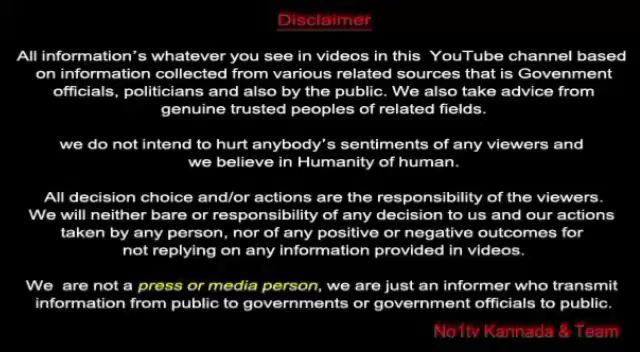 Disclaimer
All information's whatever you see in videos in this YouTube channel based
on information collected from various related sources that is Govenment
officials, politicians and also by the public. We also take advice from
genuine trusted peoples of related fields.
we do not intend to hurt anybody's sentiments of any viewers and
we believe in Humanity of human.
All decision choice and/or actions are the responsibility of the viewers.
We will neither bare or responsibility of any decision to us and our actions
taken by any person, nor of any positive or negative outcomes for
not replying on any information provided in videos.
We are not a press or media person, we are just an informer who transmit
information from public to governments or government officials to public.
No1tv Kannada & Team